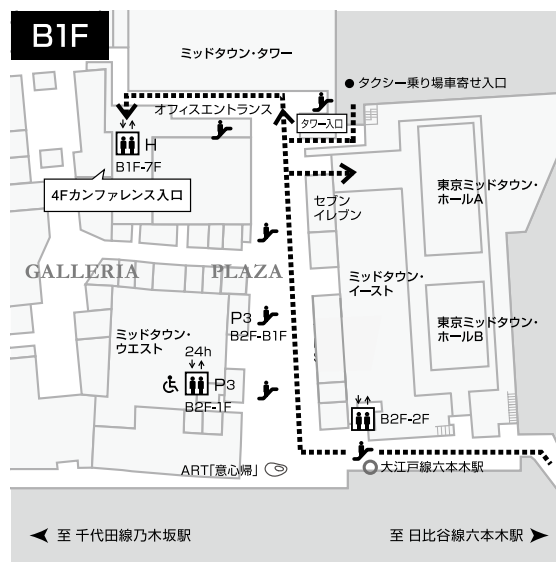 B1F
ミッドタウン・タワー
タクシー乗り場車寄せ入口
オフィスエントランス
タワー入口
H
B1F-7F
4Fカンファレンス入口
セブン
イレブン
東京ミッドタウン・
ホールA
GALLERIA
PLAZA
ミッドタウン・
イースト
P3
B2F-B1F
東京ミッドタウン・
ホールB
ミッドタウン・
ウエスト
24h
P3
B2F-1F
B2F-2F
ART「意心帰」
大江戸線六本木駅
至 千代田線乃木坂駅
至 日比谷線六本木駅